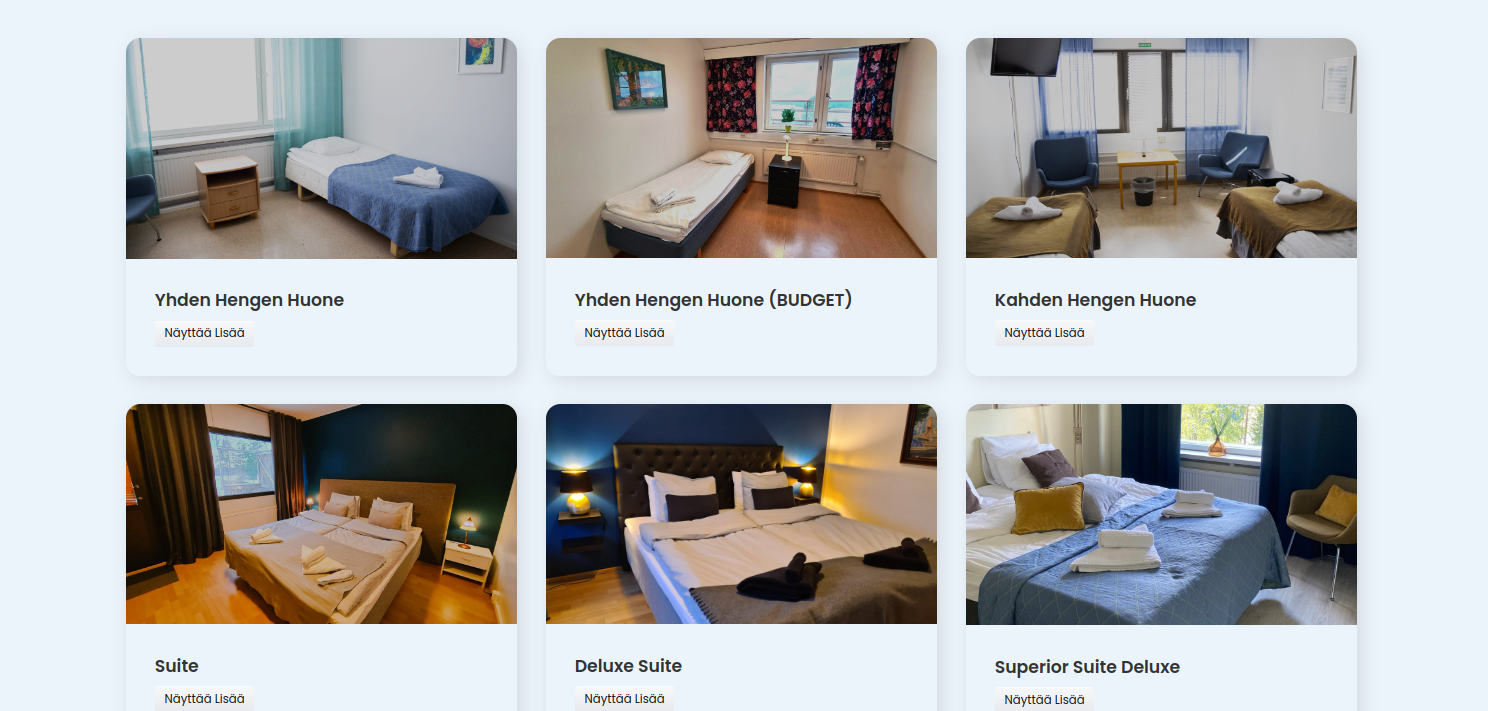 Yhden Hengen Huone
Näyttää Lisää
Yhden Hengen Huone (BUDGET)
Näyttää Lisää
Kahden Hengen Huone
Näyttää Lisää
Suite
Näyttää Lisää
Deluxe Suite
Näyttää Lisää
Superior Suite Deluxe
Näyttää Lisää